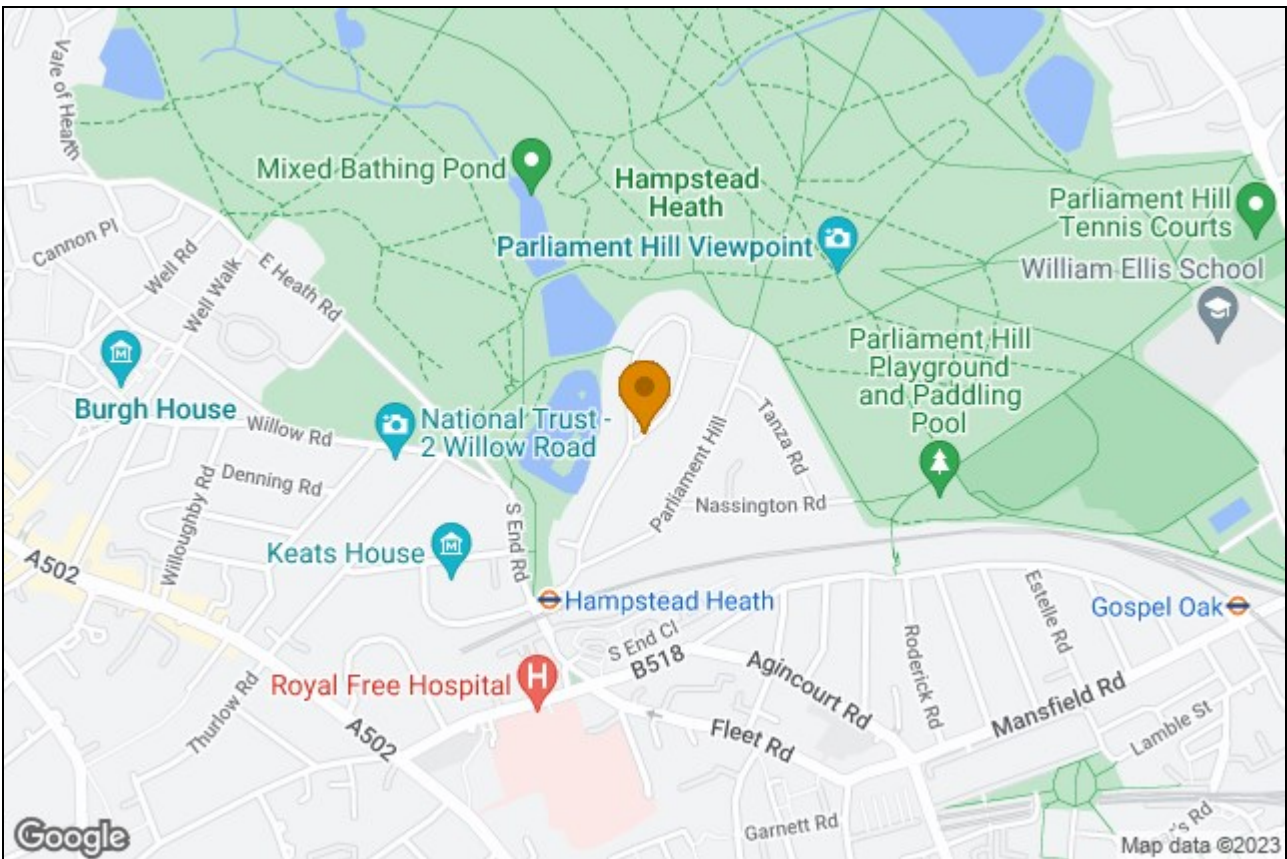 Vale of Health
Mixed Bathing Pond
Hampstead
Heath
Parliament Hill
Tennis Courts
Cannon Pl
Well Rd
Well Walk
E Heath Rd
Parliament Hill Viewpoint
William Ellis School
Parliament Hill
Playground
and Paddling
Pool
Burgh House
Willow Rd
National Trust -
2 Willow Road
Tanza Rd
Parliament Hill
Denning Rd
Willoughby Rd
S End Rd
Nassington Rd
Keats House
A502
Hampstead Heath
Estelle Rd
Gospel Oak
S End Cl
B518
Roderick Rd
Agincourt Rd
Royal Free Hospital
Mansfield Rd
Thurlow Rd
A502
Fleet Rd
Lamble St
Garnett Rd
Google
Map data ©2023